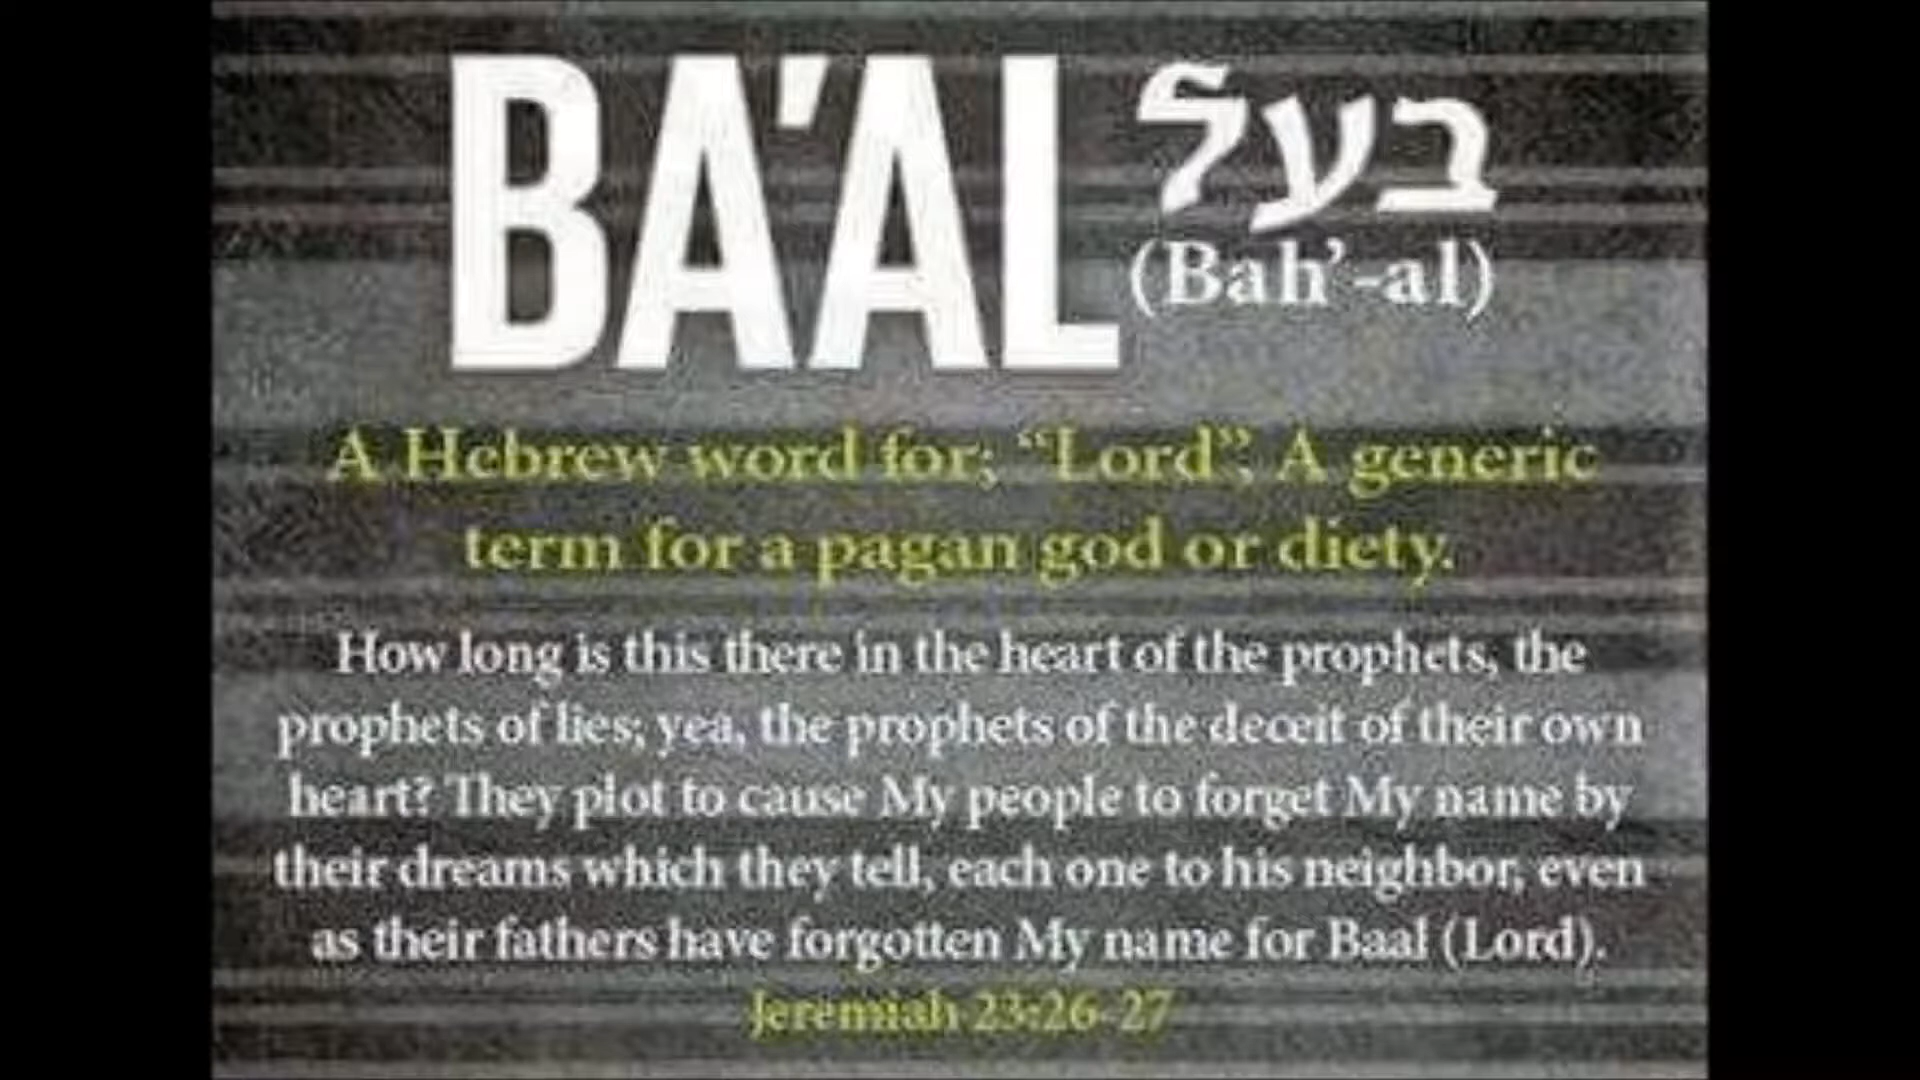 BA'AL בעל
(Bah'-al)
A Hebrew word for; “Lord”; A generic
term for a pagan god or diety.
How long is this there in the heart of the prophets, the
prophets of lies; yea, the prophets of the deceit of their own
heart? They plot to cause My people to forget My name by
their dreams which they tell, each one to his neighbor, even
as their fathers have forgotten My name for Baal (Lord).
Jeremiah 23:26-27